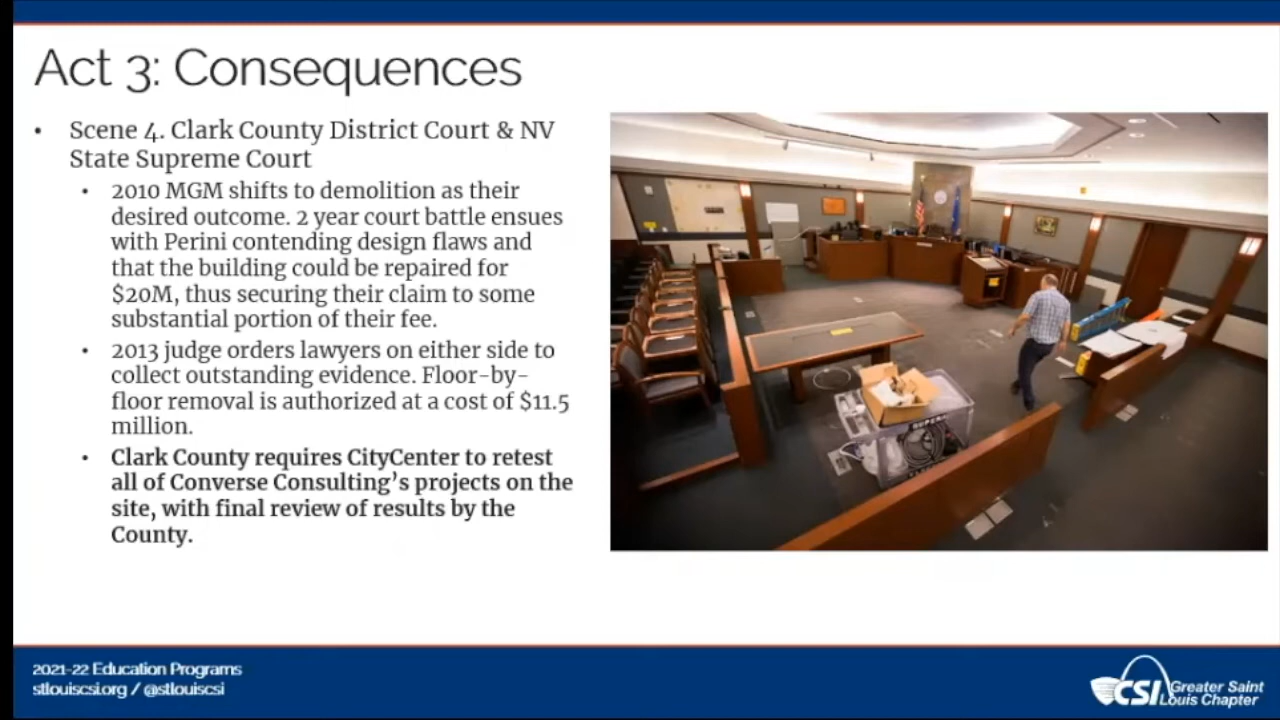 Act 3: Consequences
• Scene 4. Clark County District Court & NV
State Supreme Court
• 2010 MGM shifts to demolition as their
desired outcome. 2 year court battle ensues
with Perini contending design flaws and
that the building could be repaired for
$20M, thus securing their claim to some
substantial portion of their fee.
• 2013 judge orders lawyers on either side to
collect outstanding evidence. Floor-by-
floor removal is authorized at a cost of $11.5
million.
• Clark County requires CityCenter to retest
all of Converse Consulting's projects on the
site, with final review of results by the
County.
2021-22 Education Programs
stlouiscsi.org / @stlouiscsi
CSI Greater Saint
Louis Chapter